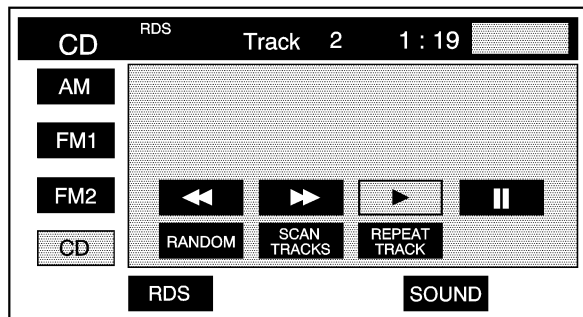 CD RDS Track 2 1 : 19
AM
FM1
FM2
CD
RANDOM
SCAN
TRACKS
REPEAT
TRACK
RDS
SOUND